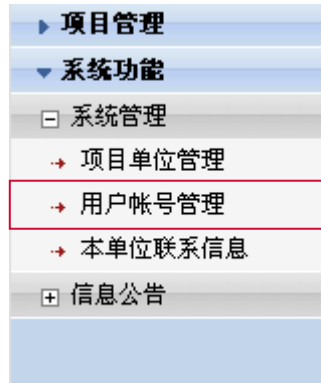 项目管理
系统功能
系统管理
项目单位管理
用户帐号管理
本单位联系信息
信息公告